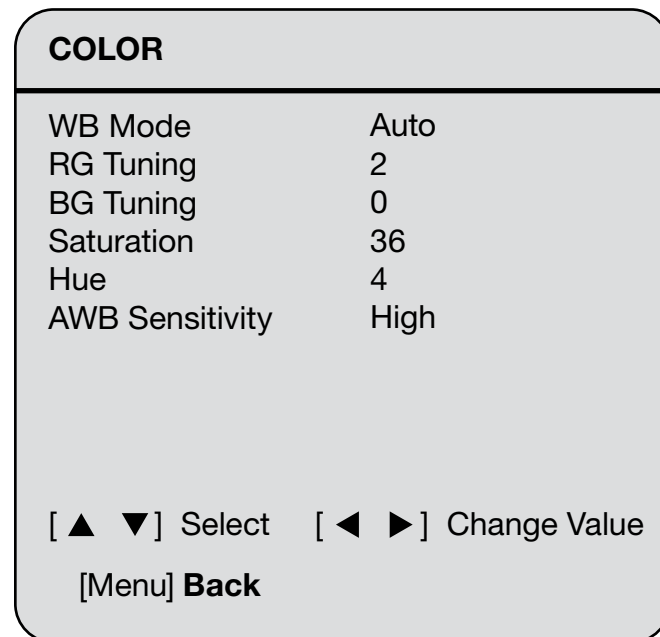 COLOR
WB Mode Auto
RG Tuning 2
BG Tuning 0
Saturation 36
Hue 4
AWB Sensitivity High
[ ▲ ▼ ] Select [ ◀ ▶ ] Change Value
[Menu] Back